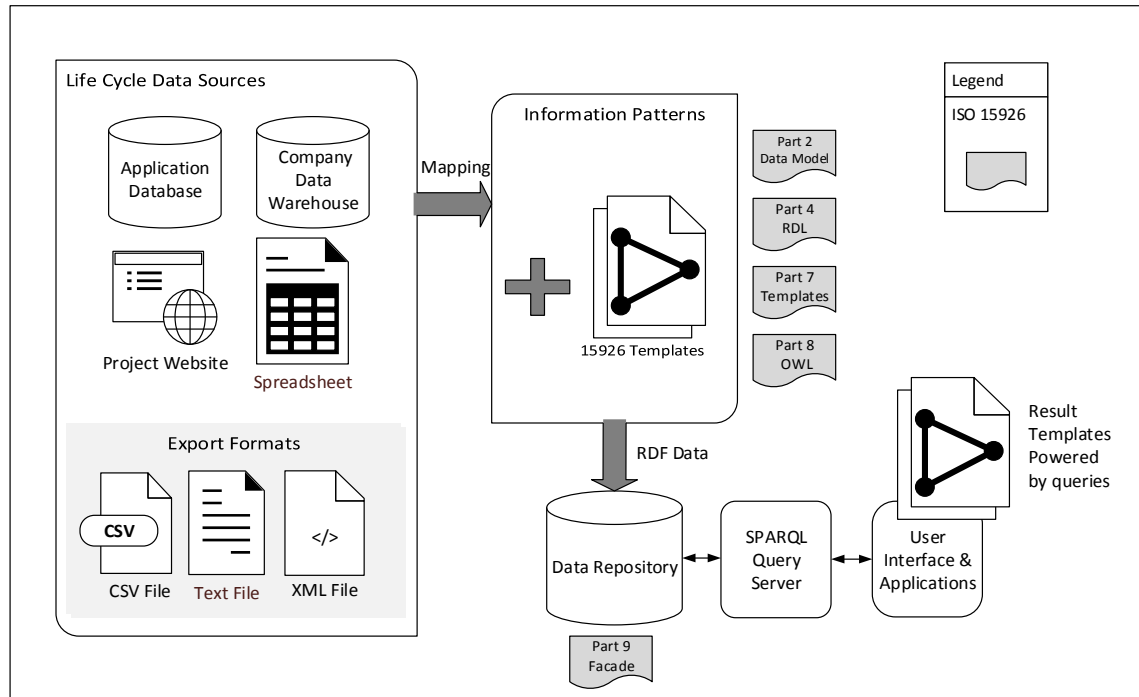 Life Cycle Data Sources
Application
Database
Company
Data
Warehouse
Project Website
Spreadsheet
Export Formats
CSV
CSV File
Text File
</>
XML File
Mapping
Information Patterns
15926 Templates
Part 2
Data Model
Part 4
RDL
Part 7
Templates
Part 8
OWL
Legend
ISO 15926
RDF Data
Data Repository
Part 9
Facade
SPARQL
Query
Server
User
Interface &
Applications
Result
Templates
Powered
by queries